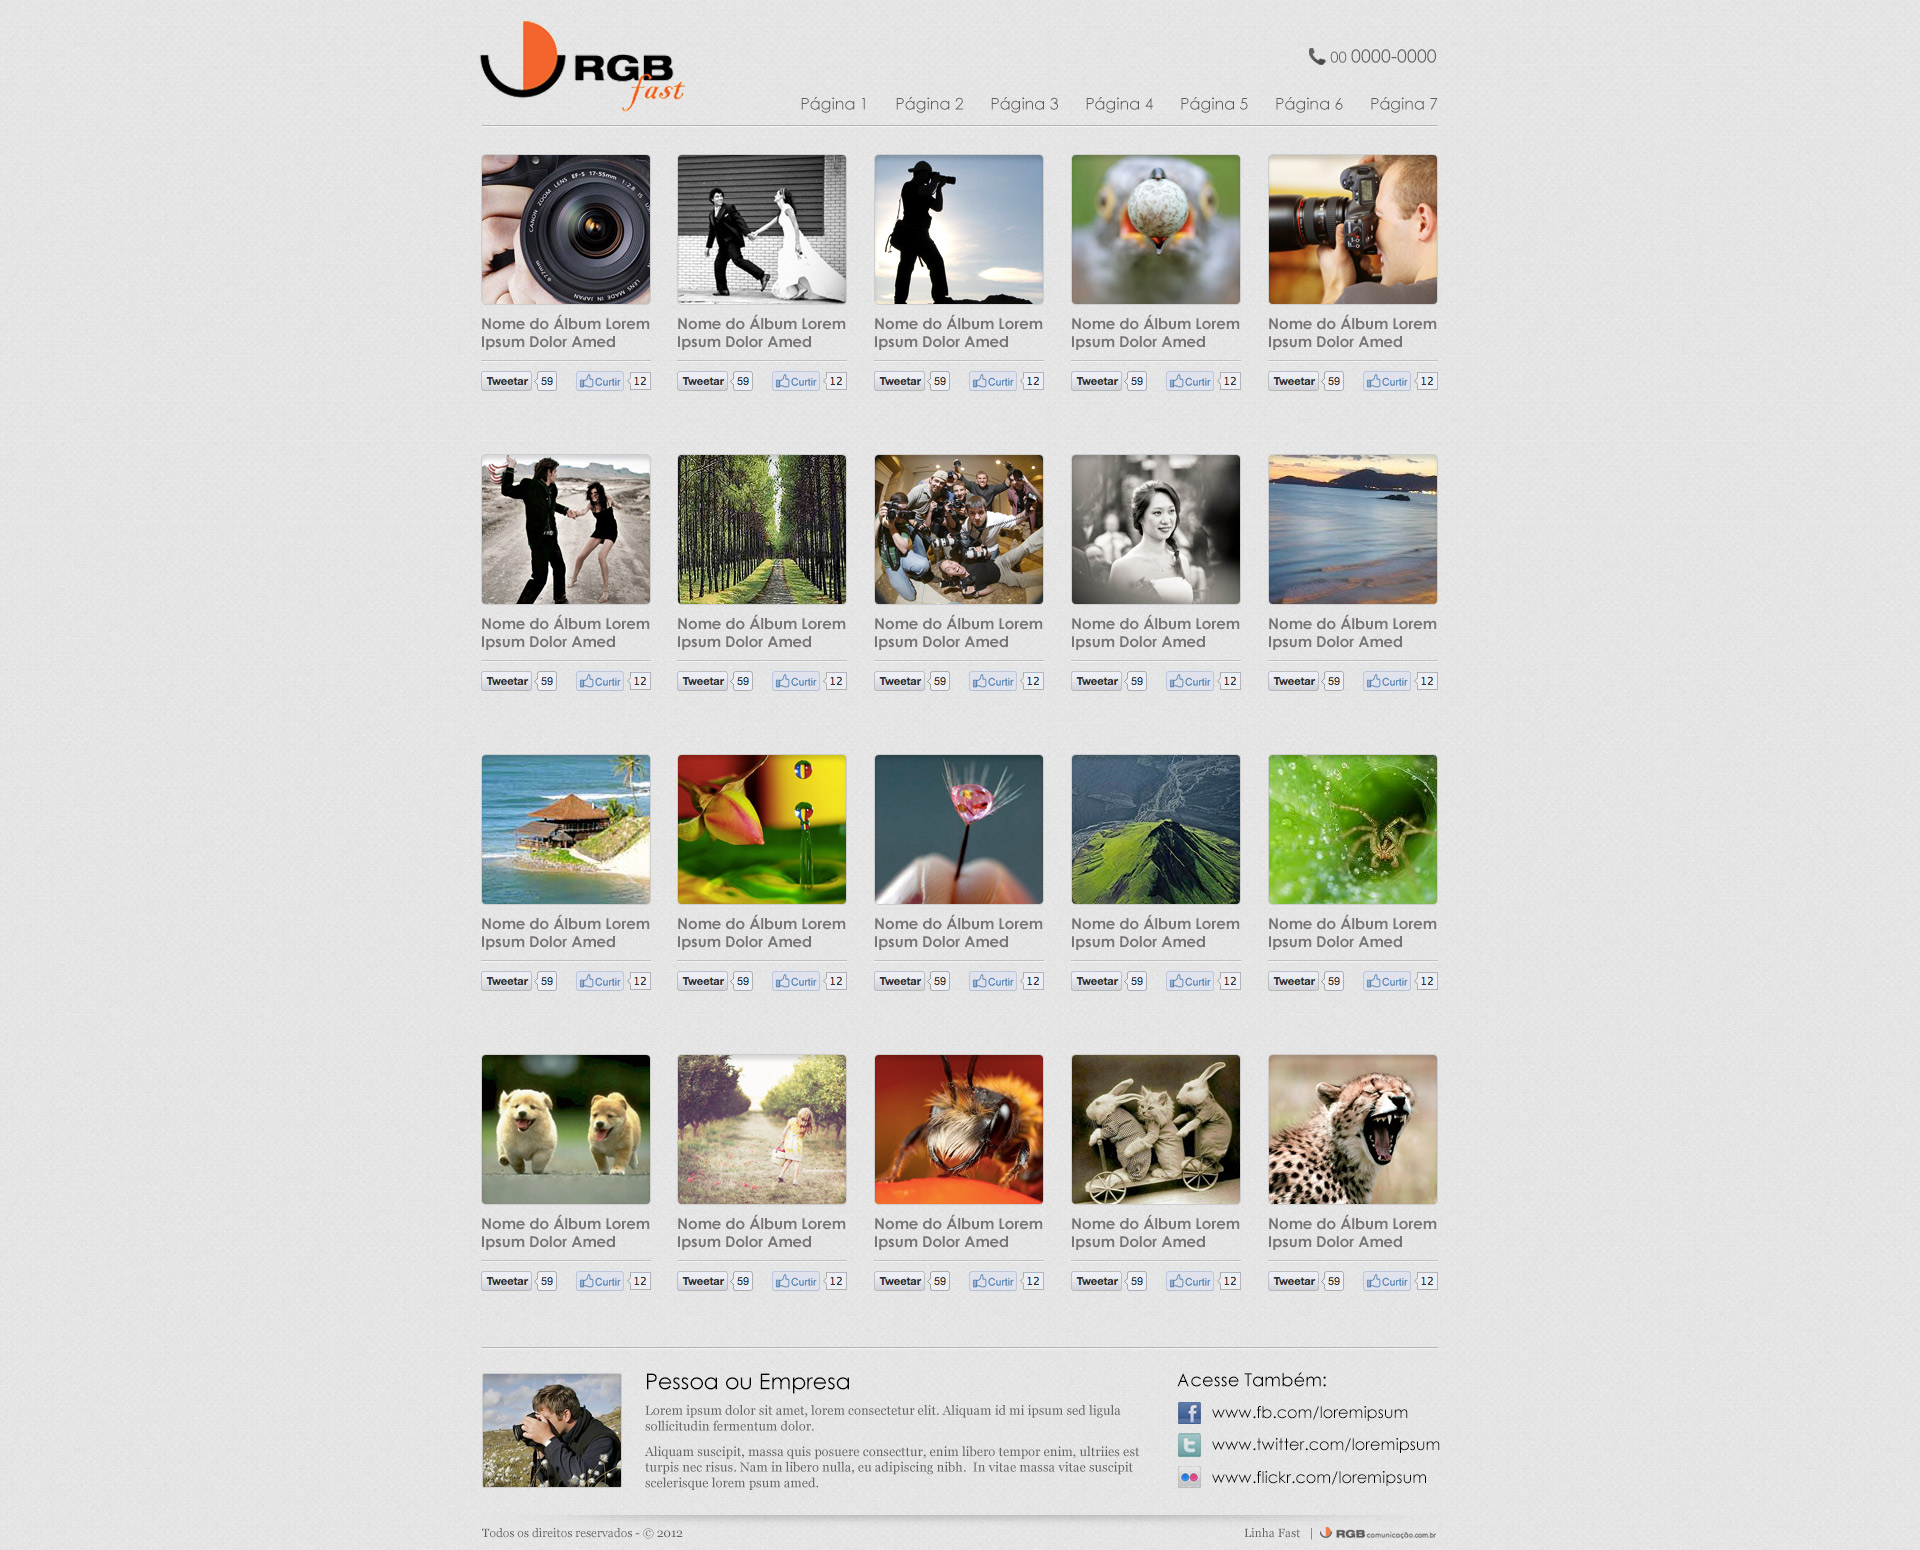 RGB
fast
00 0000-0000
Página 1 Página 2 Página 3 Página 4 Página 5 Página 6 Página 7
CANON ZOOM LENS EF-S 17-55mm 1:2.8 IS
ø77mm LENS MADE IN JAPAN
Nome do Álbum Lorem Nome do Álbum Lorem Nome do Álbum Lorem Nome do Álbum Lorem Nome do Álbum Lorem
Ipsum Dolor Amed Ipsum Dolor Amed Ipsum Dolor Amed Ipsum Dolor Amed Ipsum Dolor Amed
Tweetar 59 Curtir 12 Tweetar 59 Curtir 12 Tweetar 59 Curtir 12 Tweetar 59 Curtir 12 Tweetar 59 Curtir 12
Nome do Álbum Lorem Nome do Álbum Lorem Nome do Álbum Lorem Nome do Álbum Lorem Nome do Álbum Lorem
Ipsum Dolor Amed Ipsum Dolor Amed Ipsum Dolor Amed Ipsum Dolor Amed Ipsum Dolor Amed
Tweetar 59 Curtir 12 Tweetar 59 Curtir 12 Tweetar 59 Curtir 12 Tweetar 59 Curtir 12 Tweetar 59 Curtir 12
Nome do Álbum Lorem Nome do Álbum Lorem Nome do Álbum Lorem Nome do Álbum Lorem Nome do Álbum Lorem
Ipsum Dolor Amed Ipsum Dolor Amed Ipsum Dolor Amed Ipsum Dolor Amed Ipsum Dolor Amed
Tweetar 59 Curtir 12 Tweetar 59 Curtir 12 Tweetar 59 Curtir 12 Tweetar 59 Curtir 12 Tweetar 59 Curtir 12
Nome do Álbum Lorem Nome do Álbum Lorem Nome do Álbum Lorem Nome do Álbum Lorem Nome do Álbum Lorem
Ipsum Dolor Amed Ipsum Dolor Amed Ipsum Dolor Amed Ipsum Dolor Amed Ipsum Dolor Amed
Tweetar 59 Curtir 12 Tweetar 59 Curtir 12 Tweetar 59 Curtir 12 Tweetar 59 Curtir 12 Tweetar 59 Curtir 12
Pessoa ou Empresa
Lorem ipsum dolor sit amet, lorem consectetur elit. Aliquam id mi ipsum sed ligula
sollicitudin fermentum dolor.
Aliquam suscipit, massa quis posuere consecttur, enim libero tempor enim, ultriies est
turpis nec risus. Nam in libero nulla, eu adipiscing nibh. In vitae massa vitae suscipit
scelerisque lorem psum amed.
Acesse Também:
f www.fb.com/loremipsum
t www.twitter.com/loremipsum
www.flickr.com/loremipsum
Todos os direitos reservados - © 2012
Linha Fast | RGB comunicação.com.br